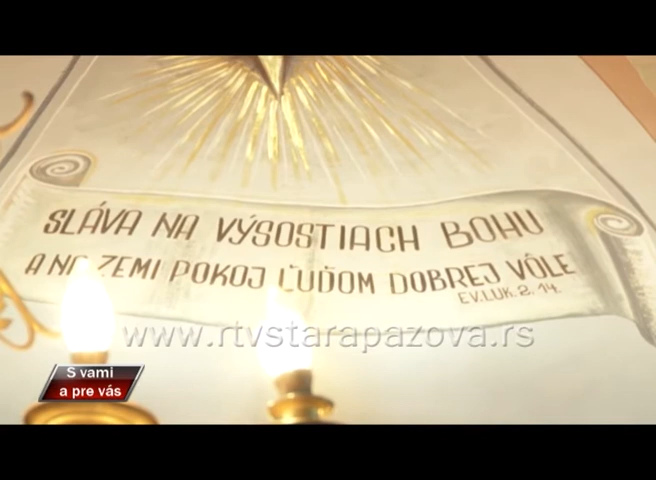 SLÁVA NA VÝSOSTIACH BOHU
A NA ZEMI POKOJ ĽUĎOM DOBREJ VÔLE
EV. LUK. 2, 14.
www.rtvstarapazova.rs
S vami
a pre vás